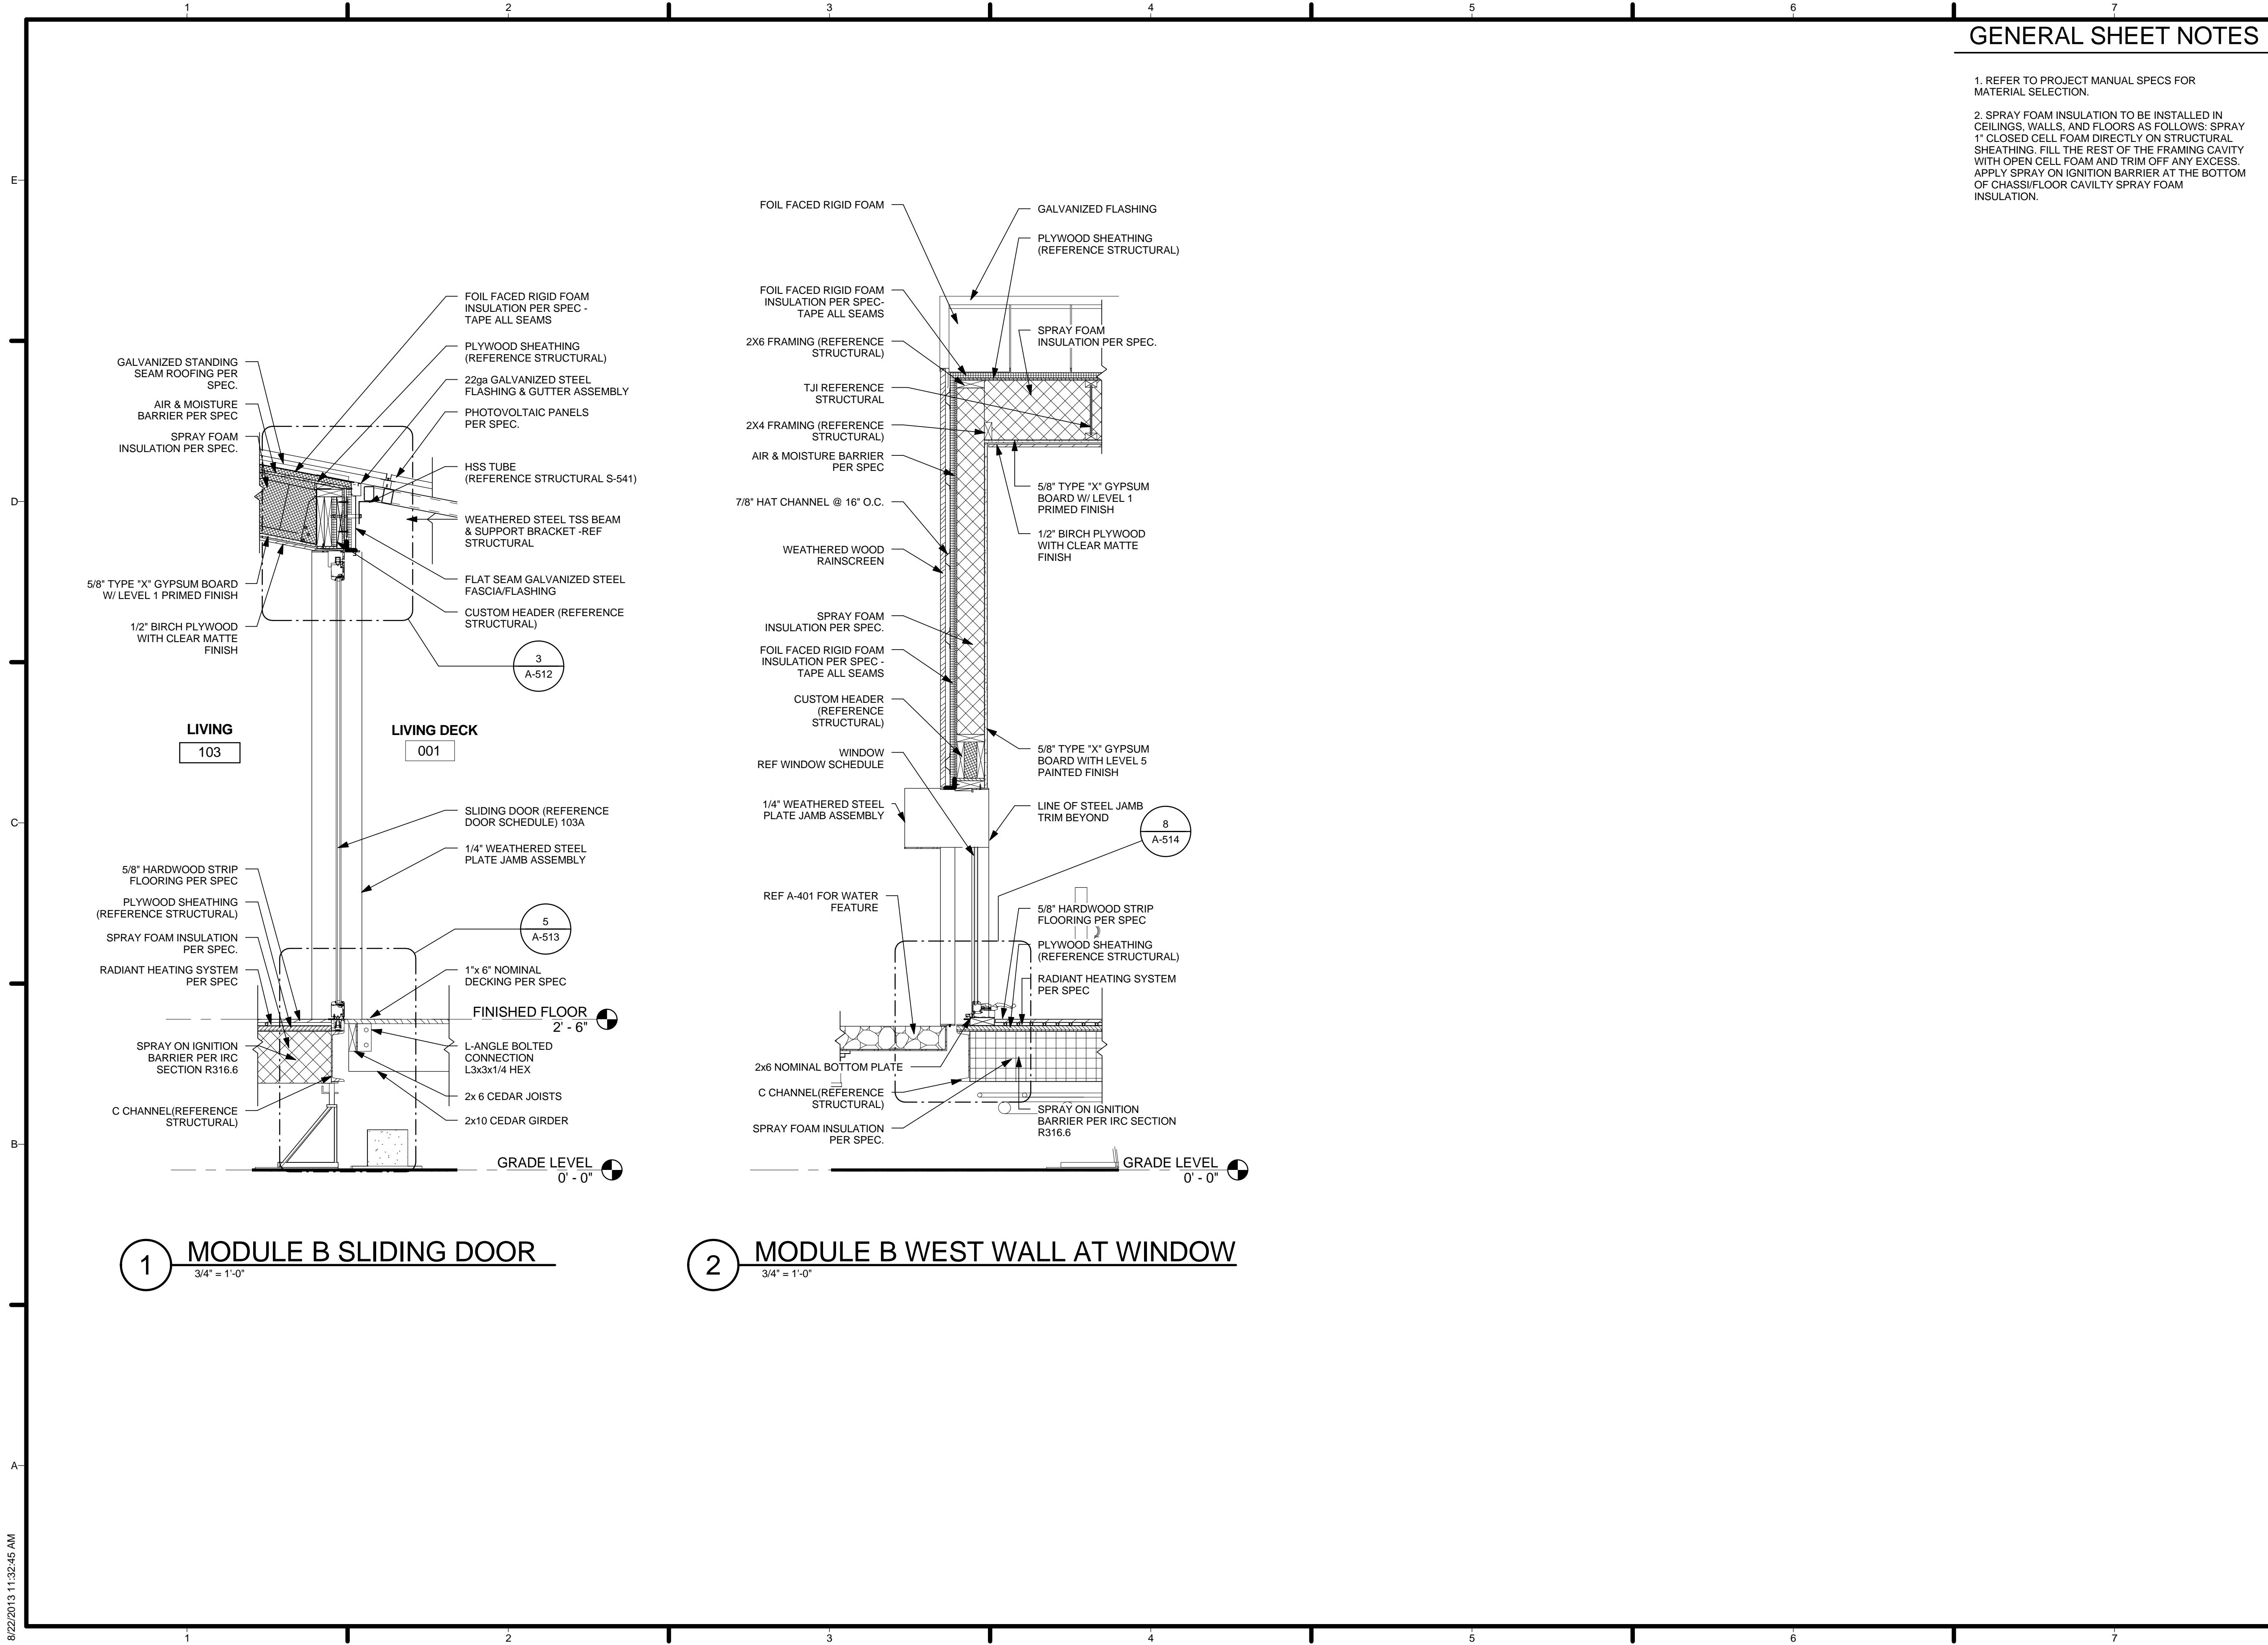 1
2
3
4
5
6
7
GENERAL SHEET NOTES
1. REFER TO PROJECT MANUAL SPECS FOR
MATERIAL SELECTION.
2. SPRAY FOAM INSULATION TO BE INSTALLED IN
CEILINGS, WALLS, AND FLOORS AS FOLLOWS: SPRAY
1" CLOSED CELL FOAM DIRECTLY ON STRUCTURAL
SHEATHING. FILL THE REST OF THE FRAMING CAVITY
WITH OPEN CELL FOAM AND TRIM OFF ANY EXCESS.
APPLY SPRAY ON IGNITION BARRIER AT THE BOTTOM
OF CHASSI/FLOOR CAVILTY SPRAY FOAM
INSULATION.
E
D
C
B
A
GALVANIZED STANDING
SEAM ROOFING PER
SPEC.
AIR & MOISTURE
BARRIER PER SPEC
SPRAY FOAM
INSULATION PER SPEC.
5/8" TYPE "X" GYPSUM BOARD
W/ LEVEL 1 PRIMED FINISH
1/2" BIRCH PLYWOOD
WITH CLEAR MATTE
FINISH
FOIL FACED RIGID FOAM
INSULATION PER SPEC -
TAPE ALL SEAMS
PLYWOOD SHEATHING
(REFERENCE STRUCTURAL)
22ga GALVANIZED STEEL
FLASHING & GUTTER ASSEMBLY
PHOTOVOLTAIC PANELS
PER SPEC.
HSS TUBE
(REFERENCE STRUCTURAL S-541)
WEATHERED STEEL TSS BEAM
& SUPPORT BRACKET -REF
STRUCTURAL
FLAT SEAM GALVANIZED STEEL
FASCIA/FLASHING
CUSTOM HEADER (REFERENCE
STRUCTURAL)
3
A-512
LIVING
103
LIVING DECK
001
SLIDING DOOR (REFERENCE
DOOR SCHEDULE) 103A
1/4" WEATHERED STEEL
PLATE JAMB ASSEMBLY
5/8" HARDWOOD STRIP
FLOORING PER SPEC
PLYWOOD SHEATHING
(REFERENCE STRUCTURAL)
SPRAY FOAM INSULATION
PER SPEC.
RADIANT HEATING SYSTEM
PER SPEC
SPRAY ON IGNITION
BARRIER PER IRC
SECTION R316.6
C CHANNEL(REFERENCE
STRUCTURAL)
5
A-513
1"x 6" NOMINAL
DECKING PER SPEC
FINISHED FLOOR
2' - 6"
L-ANGLE BOLTED
CONNECTION
L3x3x1/4 HEX
2x 6 CEDAR JOISTS
2x10 CEDAR GIRDER
GRADE LEVEL
0' - 0"
1
MODULE B SLIDING DOOR
3/4" = 1'-0"
FOIL FACED RIGID FOAM
FOIL FACED RIGID FOAM
INSULATION PER SPEC-
TAPE ALL SEAMS
2X6 FRAMING (REFERENCE
STRUCTURAL)
TJI REFERENCE
STRUCTURAL
2X4 FRAMING (REFERENCE
STRUCTURAL)
AIR & MOISTURE BARRIER
PER SPEC
7/8" HAT CHANNEL @ 16" O.C.
WEATHERED WOOD
RAINSCREEN
SPRAY FOAM
INSULATION PER SPEC.
FOIL FACED RIGID FOAM
INSULATION PER SPEC -
TAPE ALL SEAMS
CUSTOM HEADER
(REFERENCE
STRUCTURAL)
WINDOW
REF WINDOW SCHEDULE
1/4" WEATHERED STEEL
PLATE JAMB ASSEMBLY
REF A-401 FOR WATER
FEATURE
2x6 NOMINAL BOTTOM PLATE
C CHANNEL(REFERENCE
STRUCTURAL)
SPRAY FOAM INSULATION
PER SPEC.
GALVANIZED FLASHING
PLYWOOD SHEATHING
(REFERENCE STRUCTURAL)
SPRAY FOAM
INSULATION PER SPEC.
5/8" TYPE "X" GYPSUM
BOARD W/ LEVEL 1
PRIMED FINISH
1/2" BIRCH PLYWOOD
WITH CLEAR MATTE
FINISH
5/8" TYPE "X" GYPSUM
BOARD WITH LEVEL 5
PAINTED FINISH
LINE OF STEEL JAMB
TRIM BEYOND
8
A-514
5/8" HARDWOOD STRIP
FLOORING PER SPEC
PLYWOOD SHEATHING
(REFERENCE STRUCTURAL)
RADIANT HEATING SYSTEM
PER SPEC
SPRAY ON IGNITION
BARRIER PER IRC SECTION
R316.6
GRADE LEVEL
0' - 0"
2
MODULE B WEST WALL AT WINDOW
3/4" = 1'-0"
8/22/2013 11:32:45 AM
1
2
3
4
5
6
7